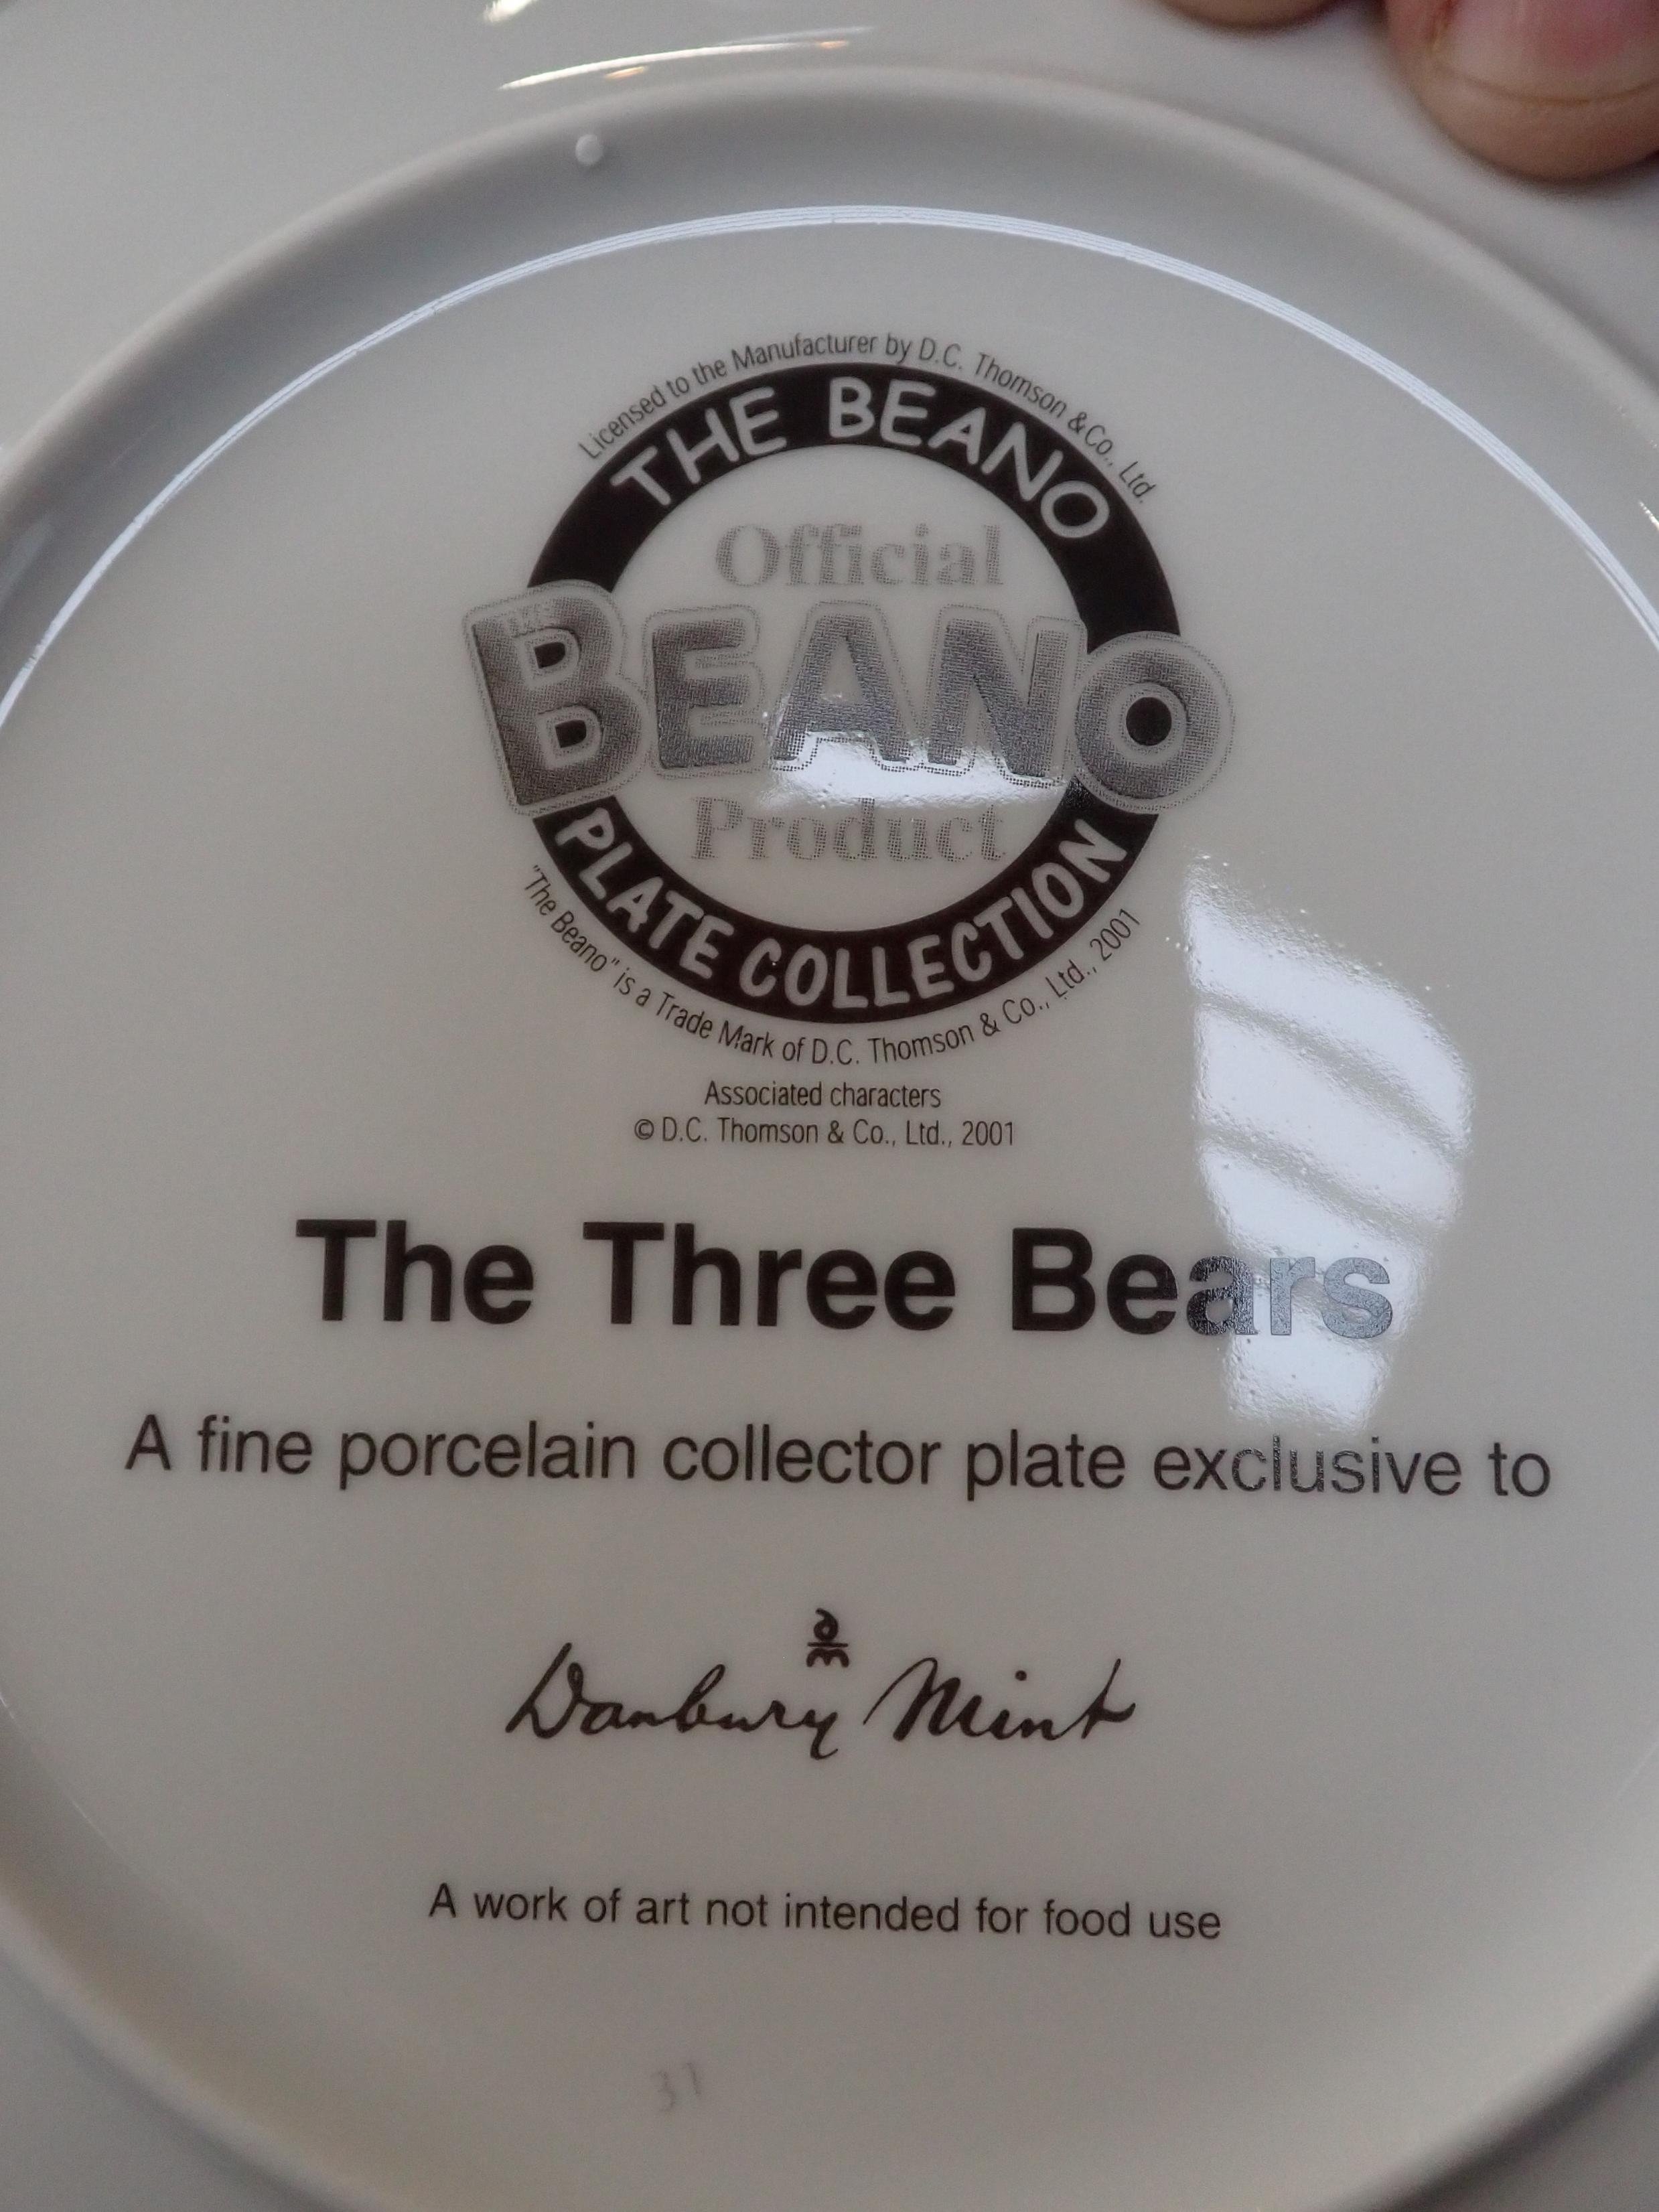 Licensed to the Manufacturer by D.C. Thomson &Co., Ltd.
THE BEANO
Official
BEANO
Product
PLATE COLLECTION
"The Beano" is a Trade Mark of D.C. Thomson & Co., Ltd., 2001
Associated characters
© D.C. Thomson & Co., Ltd., 2001
The Three Bears
A fine porcelain collector plate exclusive to
Danbury Mint
A work of art not intended for food use
31